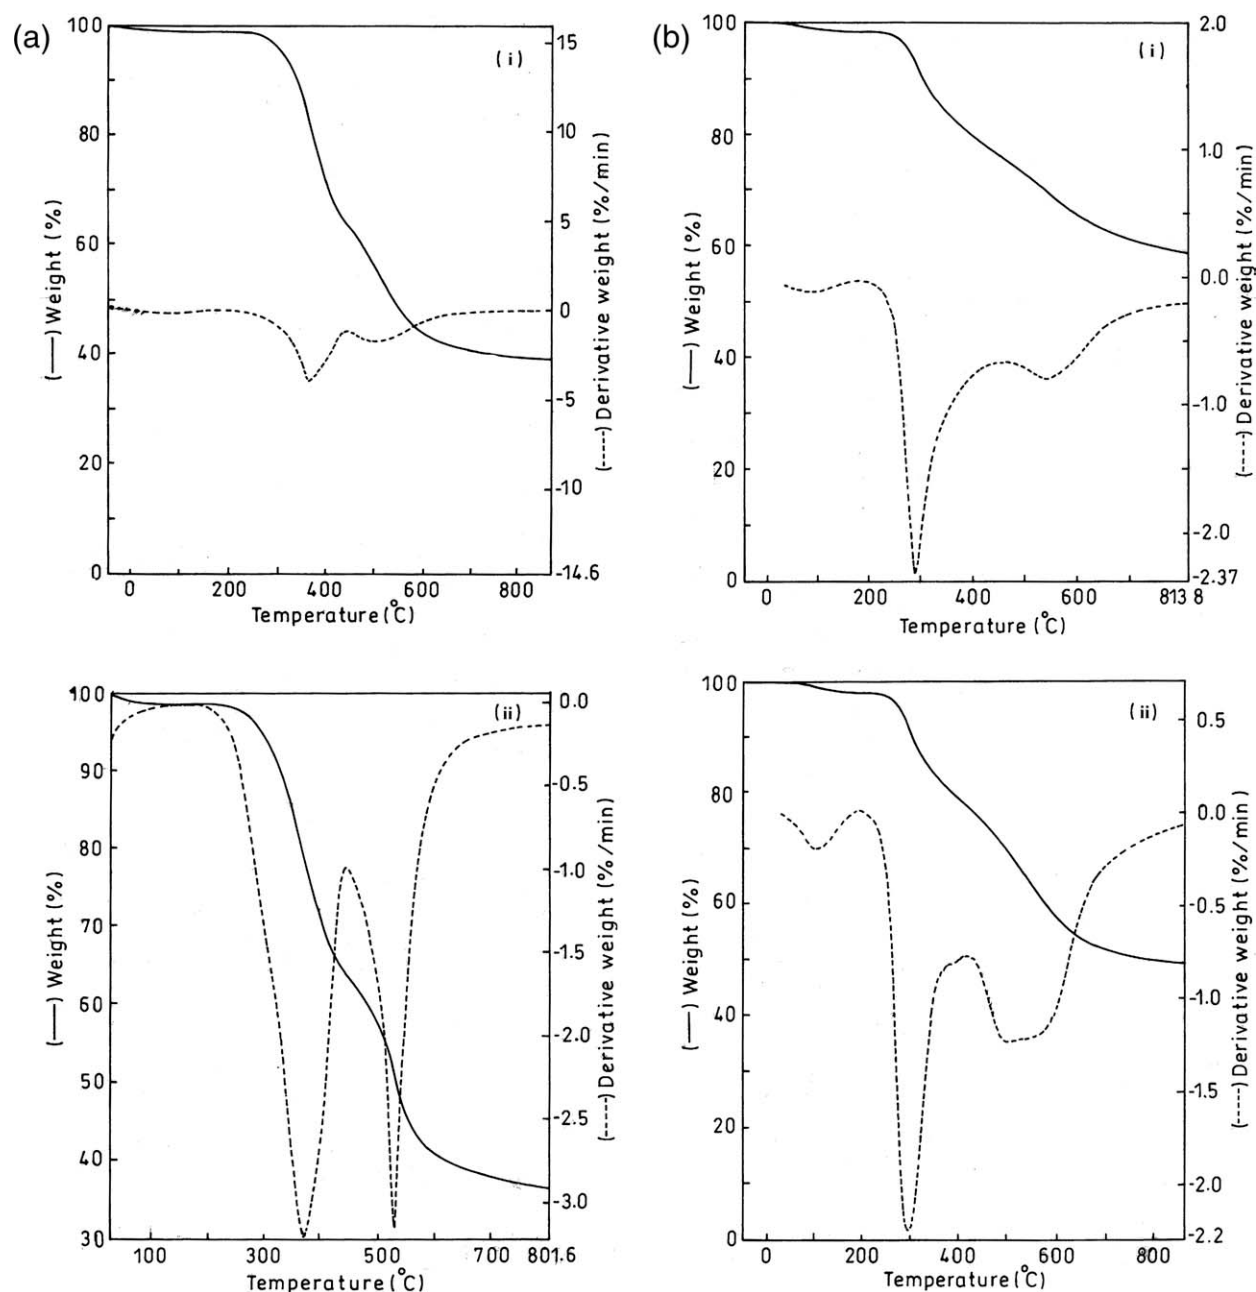 (a)
(i)
100
80
60
40
20
0
(——) Weight (%)
15
10
5
0
-5
-10
-14.6
(----) Derivative weight (%/min)
0 200 400 600 800
Temperature (°C)
(b)
(i)
100
80
60
40
20
0
(——) Weight (%)
2.0
1.0
0.0
-1.0
-2.0
-2.37
(----) Derivative weight (%/min)
0 200 400 600 813 8
Temperature (°C)
(ii)
100
90
80
70
60
50
40
30
(——) Weight (%)
0.0
-0.5
-1.0
-1.5
-2.0
-2.5
-3.0
(----) Derivative weight (%/min)
100 300 500 700 801.6
Temperature (°C)
(ii)
100
80
60
40
20
0
(——) Weight (%)
0.5
0.0
-0.5
-1.0
-1.5
-2.0
-2.2
(----) Derivative weight (%/min)
0 200 400 600 800
Temperature (°C)